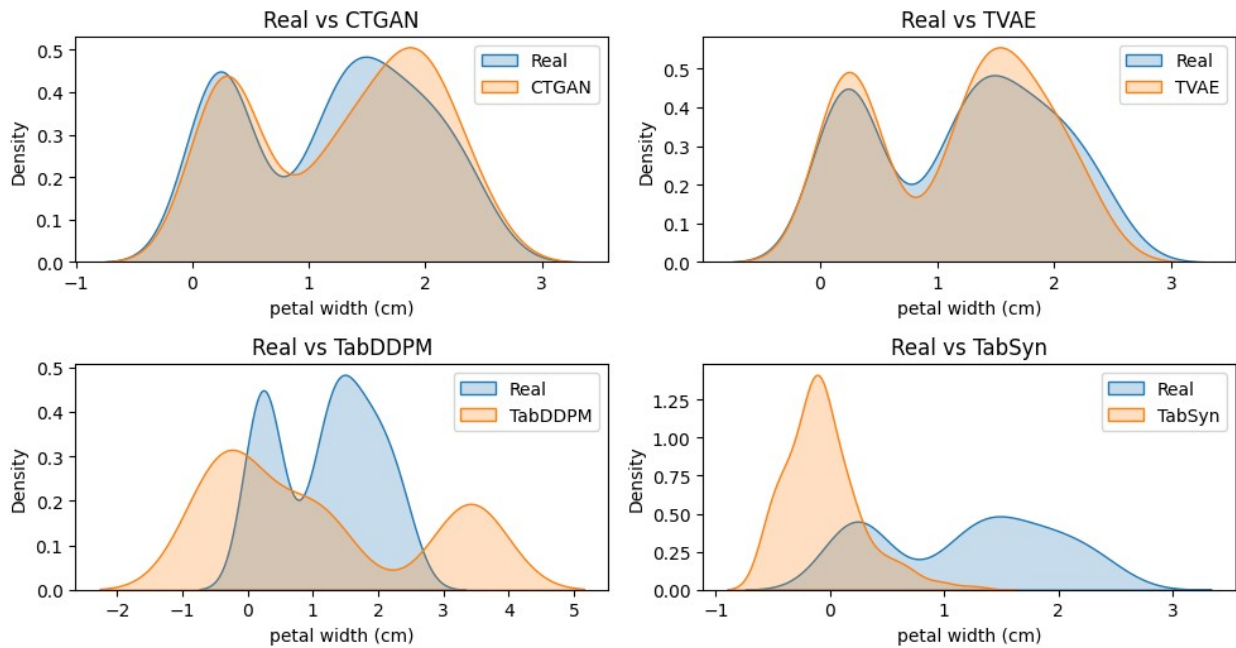 Real vs CTGAN
Real
CTGAN
Density
0.5
0.4
0.3
0.2
0.1
0.0
−1
0
1
2
3
petal width (cm)
Real vs TVAE
Real
TVAE
Density
0.5
0.4
0.3
0.2
0.1
0.0
0
1
2
3
petal width (cm)
Real vs TabDDPM
Real
TabDDPM
Density
0.5
0.4
0.3
0.2
0.1
0.0
−2
−1
0
1
2
3
4
5
petal width (cm)
Real vs TabSyn
Real
TabSyn
Density
1.25
1.00
0.75
0.50
0.25
0.00
−1
0
1
2
3
petal width (cm)